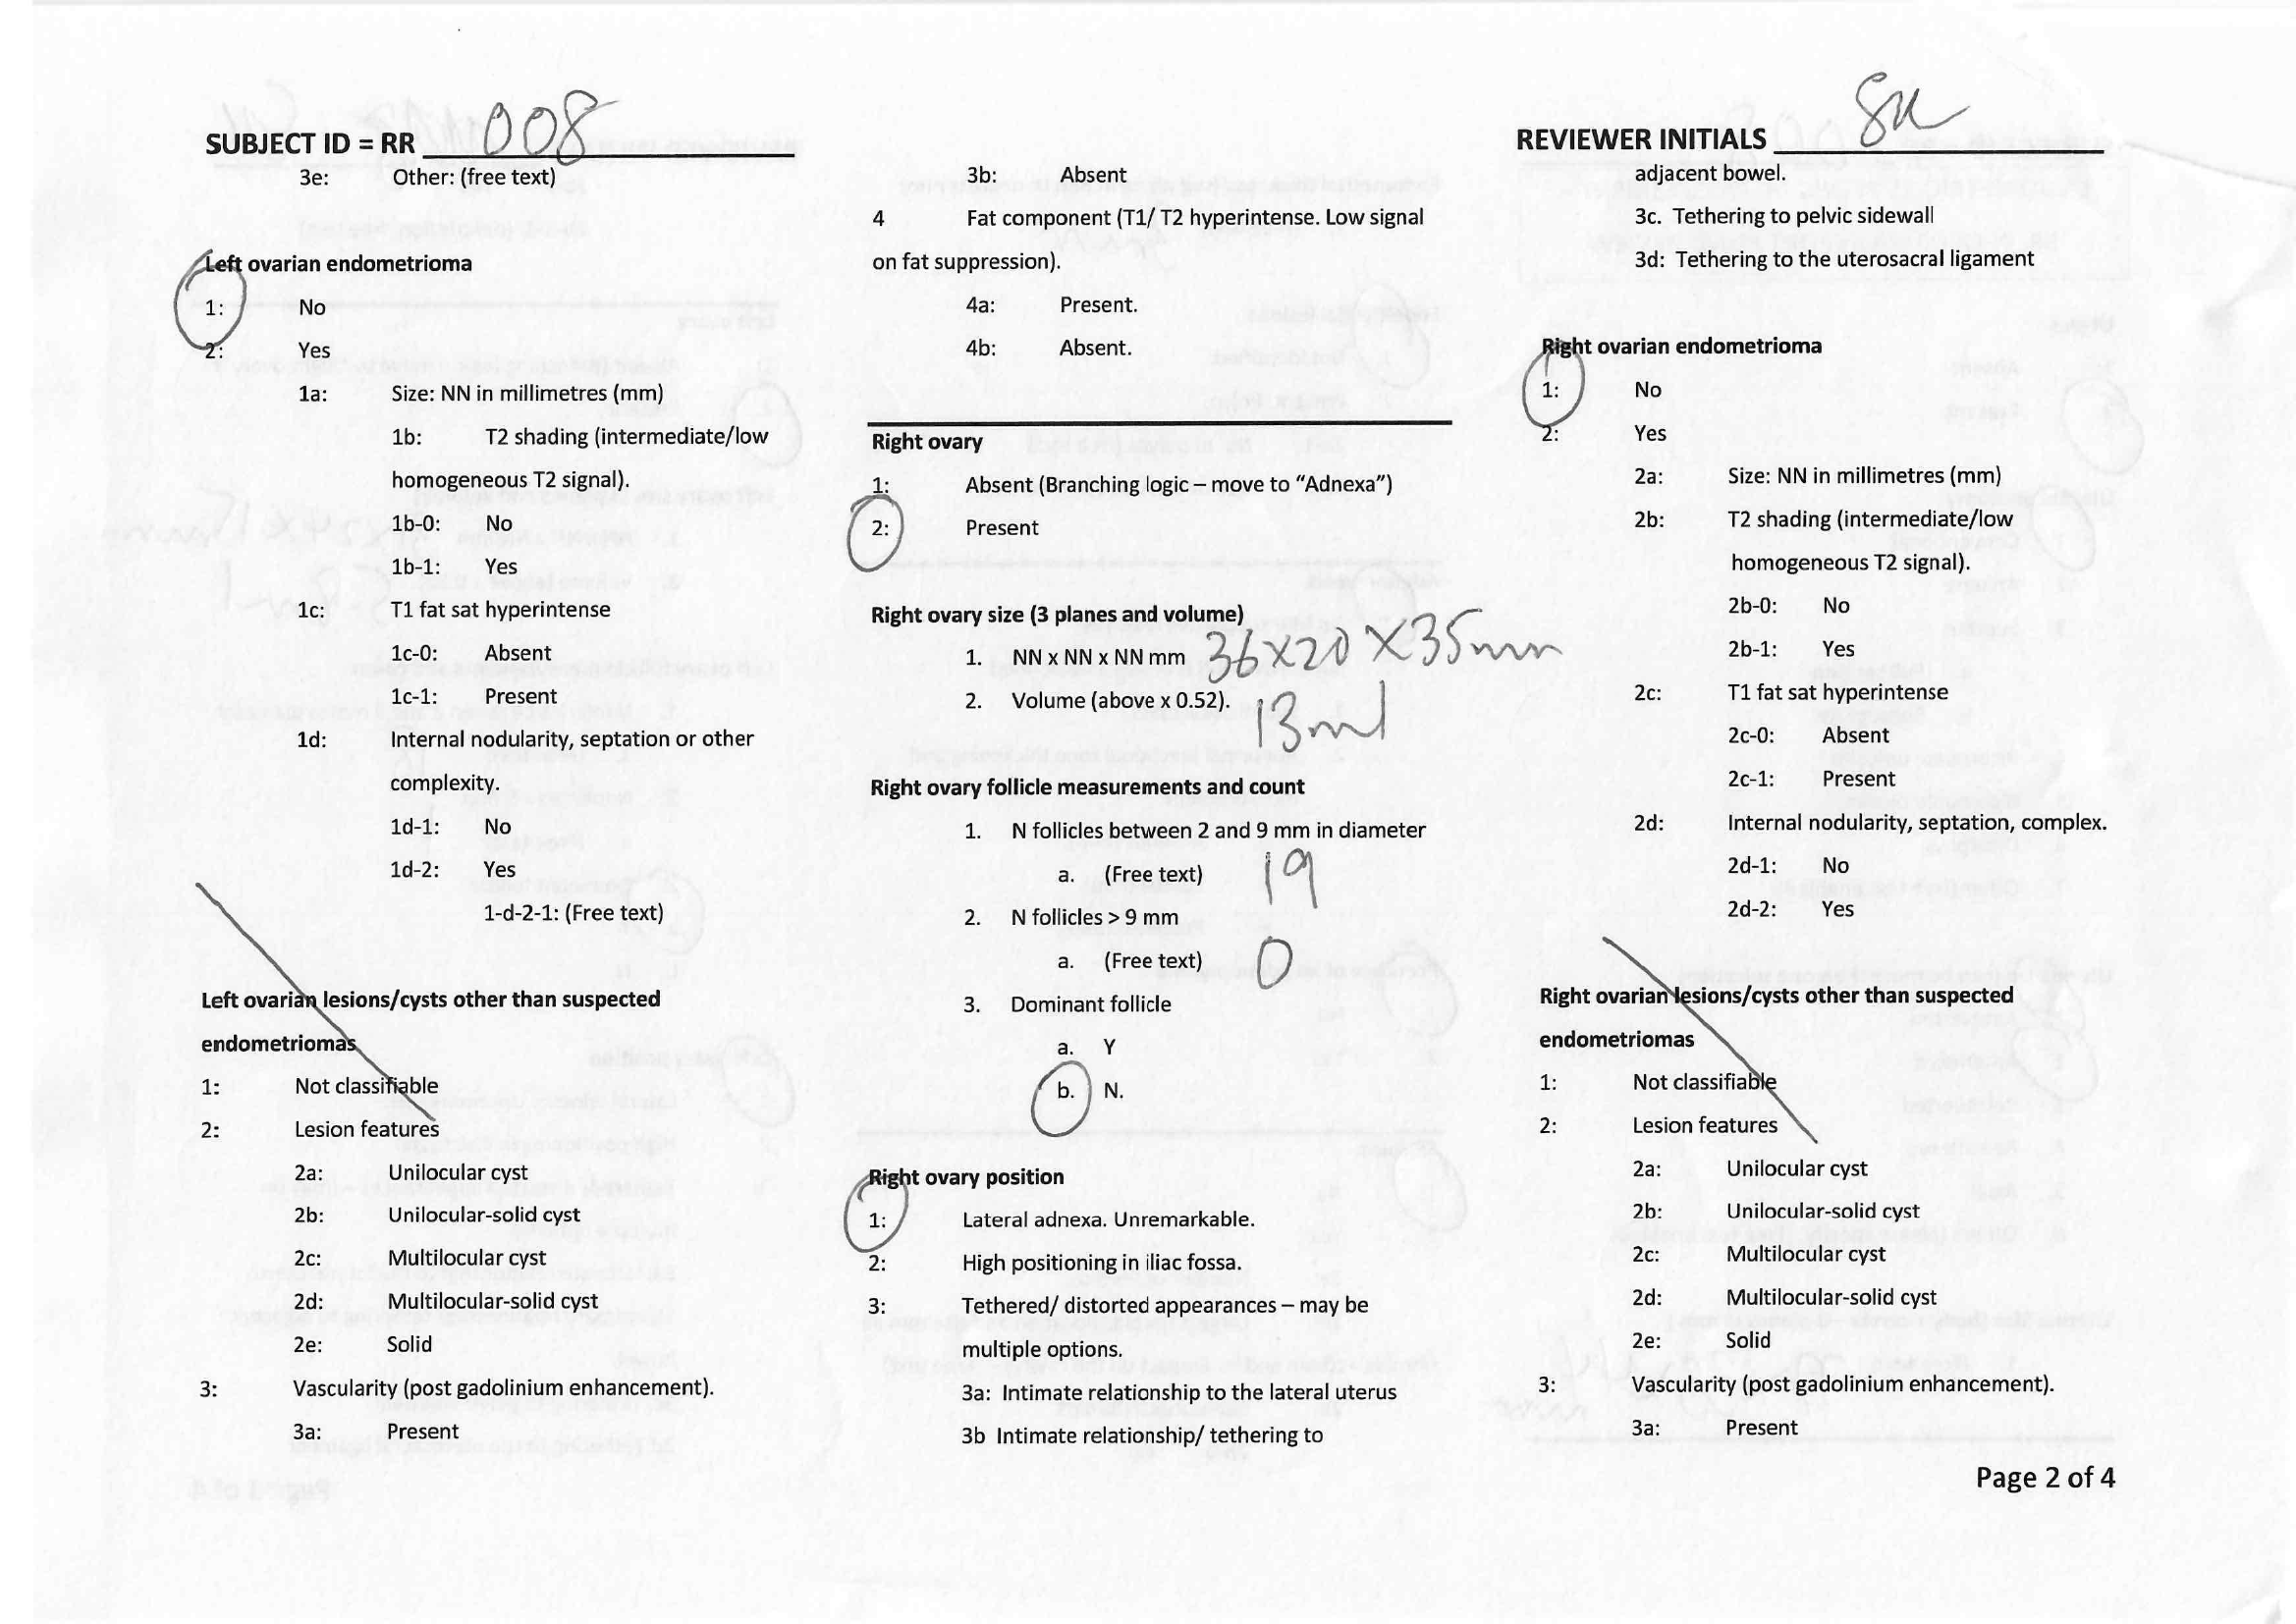 SUBJECT ID = RR 008
3e: Other: (free text)
Left ovarian endometrioma
1: No
2: Yes
1a: Size: NN in millimetres (mm)
1b: T2 shading (intermediate/low
homogeneous T2 signal).
1b-0: No
1b-1: Yes
1c: T1 fat sat hyperintense
1c-0: Absent
1c-1: Present
1d: Internal nodularity, septation or other
complexity.
1d-1: No
1d-2: Yes
1-d-2-1: (Free text)
Left ovarian lesions/cysts other than suspected
endometriomas
1: Not classifiable
2: Lesion features
2a: Unilocular cyst
2b: Unilocular-solid cyst
2c: Multilocular cyst
2d: Multilocular-solid cyst
2e: Solid
3: Vascularity (post gadolinium enhancement).
3a: Present
3b: Absent
4 Fat component (T1/ T2 hyperintense. Low signal
on fat suppression).
4a: Present.
4b: Absent.
Right ovary
1: Absent (Branching logic – move to “Adnexa”)
2: Present
Right ovary size (3 planes and volume)
1. NN x NN x NN mm 36x20 x35mm
2. Volume (above x 0.52). 13ml
Right ovary follicle measurements and count
1. N follicles between 2 and 9 mm in diameter
a. (Free text) 19
2. N follicles > 9 mm
a. (Free text) 0
3. Dominant follicle
a. Y
b. N.
Right ovary position
1: Lateral adnexa. Unremarkable.
2: High positioning in iliac fossa.
3: Tethered/ distorted appearances – may be
multiple options.
3a: Intimate relationship to the lateral uterus
3b Intimate relationship/ tethering to
REVIEWER INITIALS
adjacent bowel.
3c. Tethering to pelvic sidewall
3d: Tethering to the uterosacral ligament
Right ovarian endometrioma
1: No
2: Yes
2a: Size: NN in millimetres (mm)
2b: T2 shading (intermediate/low
homogeneous T2 signal).
2b-0: No
2b-1: Yes
2c: T1 fat sat hyperintense
2c-0: Absent
2c-1: Present
2d: Internal nodularity, septation, complex.
2d-1: No
2d-2: Yes
Right ovarian lesions/cysts other than suspected
endometriomas
1: Not classifiable
2: Lesion features
2a: Unilocular cyst
2b: Unilocular-solid cyst
2c: Multilocular cyst
2d: Multilocular-solid cyst
2e: Solid
3: Vascularity (post gadolinium enhancement).
3a: Present
Page 2 of 4